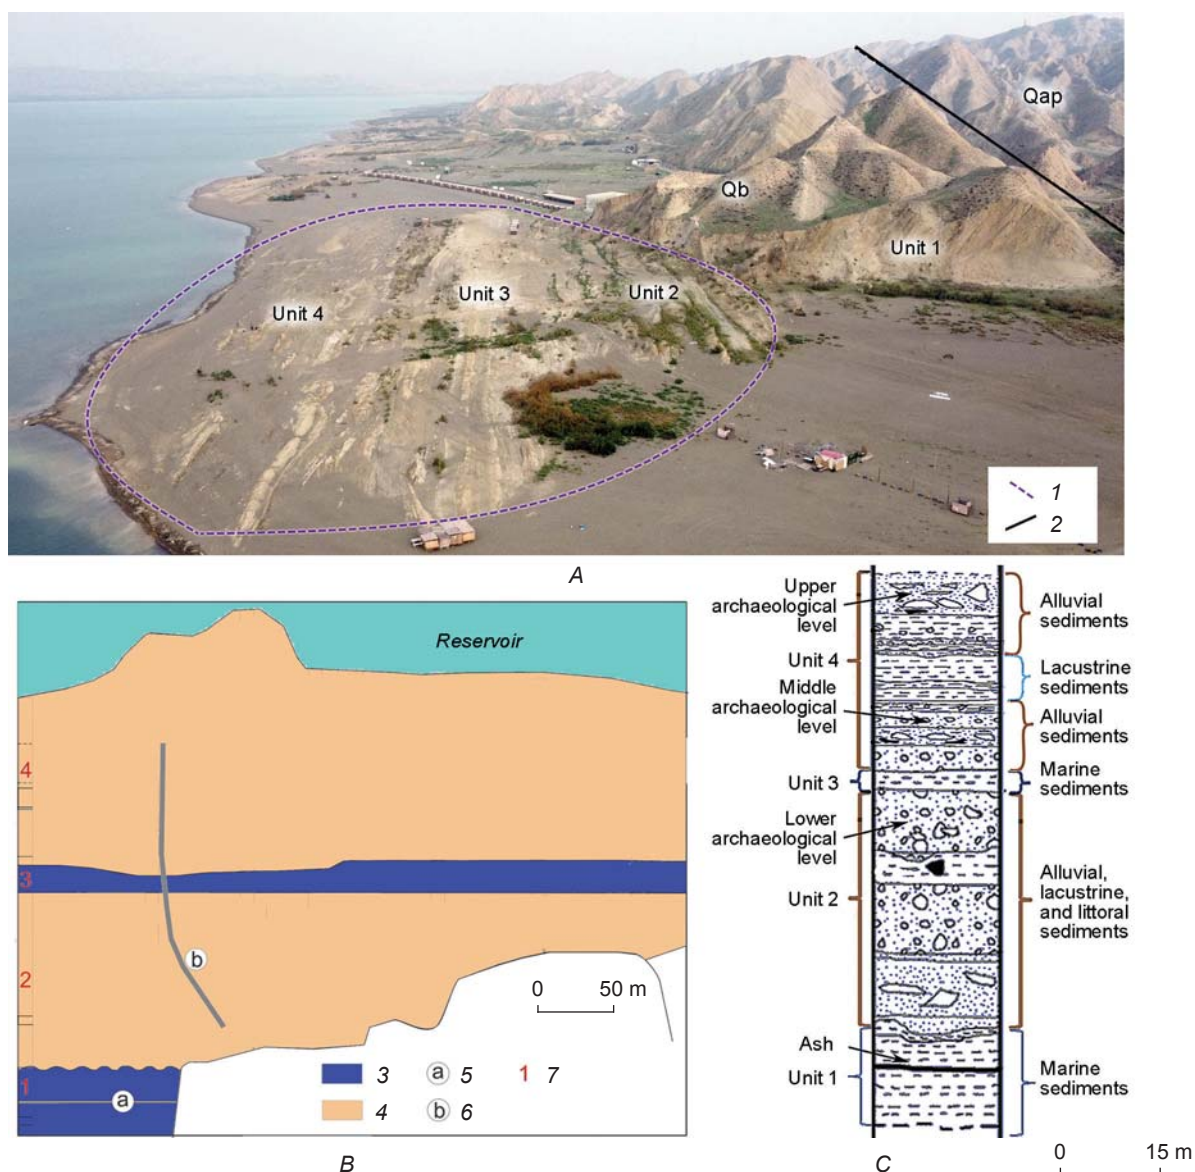 Qap
Qb
Unit 1
Unit 3
Unit 2
Unit 4
1
2
A
Reservoir
4
3
b
2
0 50 m
1
a
3 a 5 1 7
4 b 6
B
Upper
archaeological
level
Alluvial
sediments
Unit 4
Lacustrine
sediments
Middle
archaeological
level
Alluvial
sediments
Unit 3
Marine
sediments
Lower
archaeological
level
Unit 2
Alluvial,
lacustrine,
and littoral
sediments
Ash
Unit 1
Marine
sediments
C
0 15 m